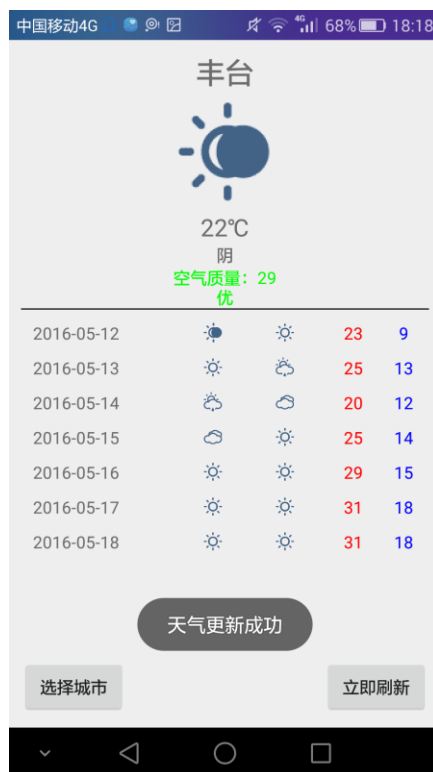 中国移动4G 4G 68% 18:18
丰台
22℃
阴
空气质量：29
优
2016-05-12 23 9
2016-05-13 25 13
2016-05-14 20 12
2016-05-15 25 14
2016-05-16 29 15
2016-05-17 31 18
2016-05-18 31 18
天气更新成功
选择城市 立即刷新